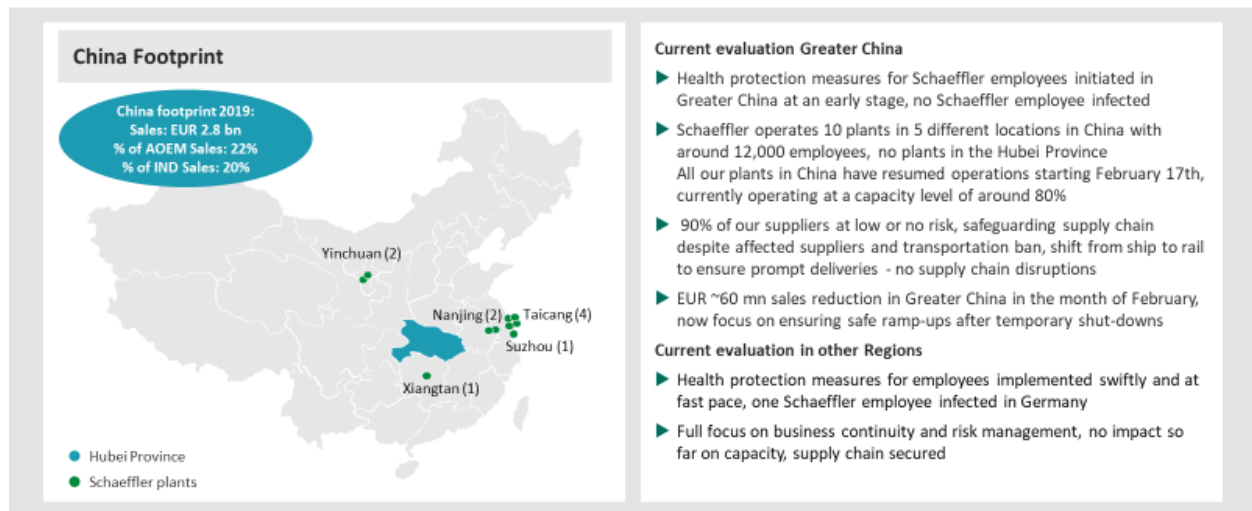 China Footprint
China footprint 2019:
Sales: EUR 2.8 bn
% of AOEM Sales: 22%
% of IND Sales: 20%
Yinchuan (2)
Nanjing (2)
Taicang (4)
Suzhou (1)
Xiangtan (1)
Hubei Province
Schaeffler plants
Current evaluation Greater China
Health protection measures for Schaeffler employees initiated in
Greater China at an early stage, no Schaeffler employee infected
Schaeffler operates 10 plants in 5 different locations in China with
around 12,000 employees, no plants in the Hubei Province
All our plants in China have resumed operations starting February 17th,
currently operating at a capacity level of around 80%
90% of our suppliers at low or no risk, safeguarding supply chain
despite affected suppliers and transportation ban, shift from ship to rail
to ensure prompt deliveries - no supply chain disruptions
EUR ~60 mn sales reduction in Greater China in the month of February,
now focus on ensuring safe ramp-ups after temporary shut-downs
Current evaluation in other Regions
Health protection measures for employees implemented swiftly and at
fast pace, one Schaeffler employee infected in Germany
Full focus on business continuity and risk management, no impact so
far on capacity, supply chain secured